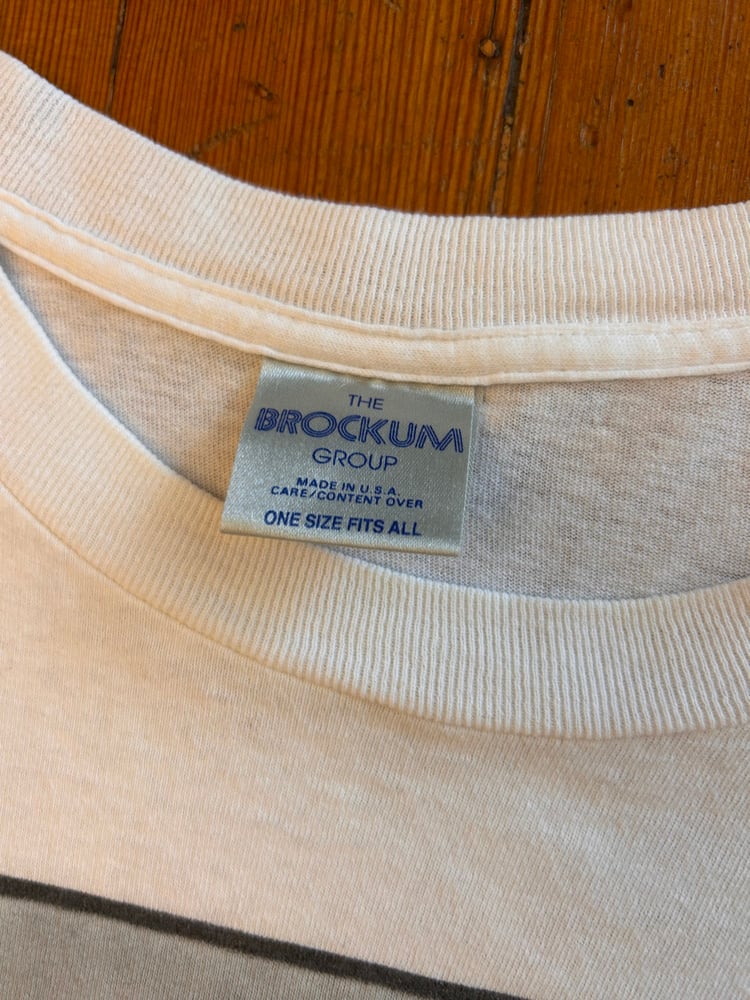 THE
BROCKUM
GROUP
MADE IN U.S.A.
CARE/CONTENT OVER
ONE SIZE FITS ALL